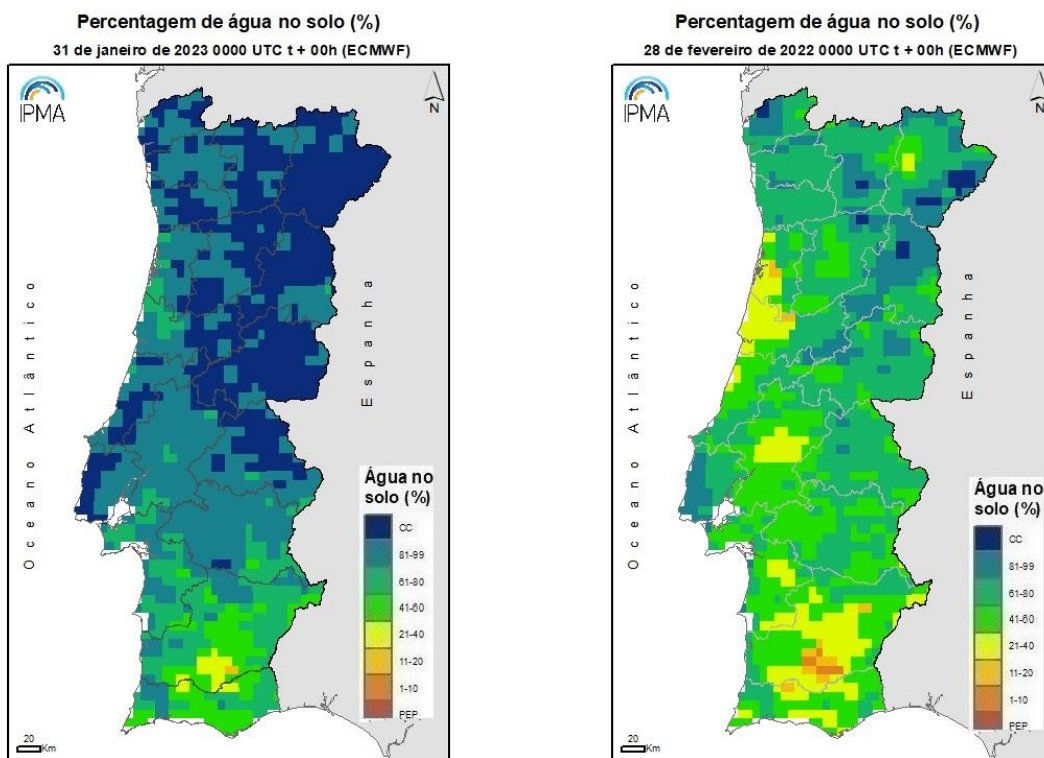 Percentagem de água no solo (%)
31 de janeiro de 2023 0000 UTC t + 00h (ECMWF)
IPMA
N
Oceano Atlântico
Espanha
Água no
solo (%)
CC
81-99
61-80
41-60
21-40
11-20
1-10
PEP
20
Km
Percentagem de água no solo (%)
28 de fevereiro de 2022 0000 UTC t + 00h (ECMWF)
IPMA
N
Oceano Atlântico
Espanha
Água no
solo (%)
CC
81-99
61-80
41-60
21-40
11-20
1-10
PEP
20
Km